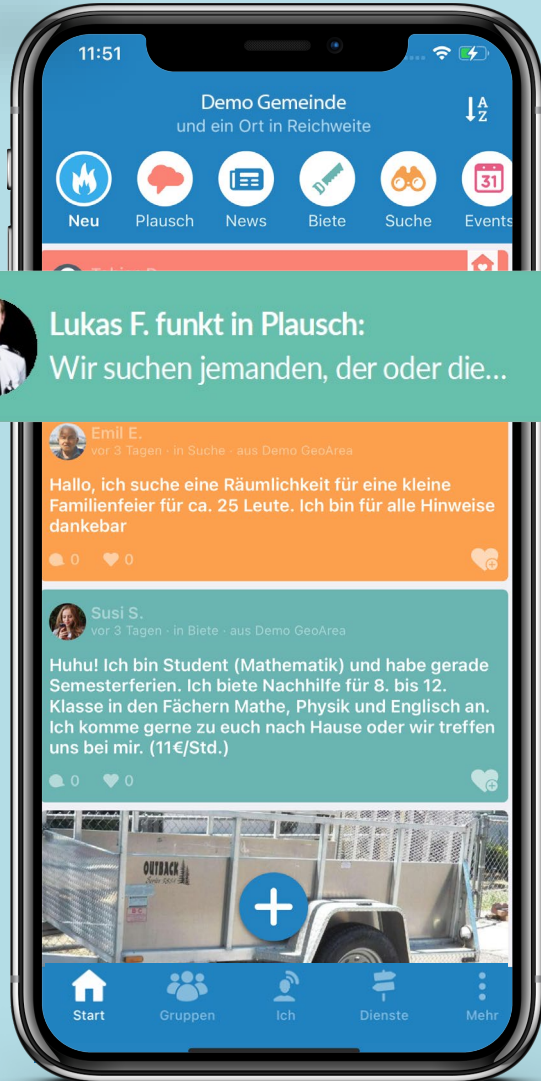 11:51
Demo Gemeinde
und ein Ort in Reichweite
A
Z
Neu
Plausch
News
Biete
Suche
31
Events
Lukas F. funkt in Plausch:
Wir suchen jemanden, der oder die...
Emil E.
vor 3 Tagen · in Suche · aus Demo GeoArea
Hallo, ich suche eine Räumlichkeit für eine kleine
Familienfeier für ca. 25 Leute. Ich bin für alle Hinweise
dankebar
0
0
Susi S.
vor 3 Tagen · in Biete · aus Demo GeoArea
Huhu! Ich bin Student (Mathematik) und habe gerade
Semesterferien. Ich biete Nachhilfe für 8. bis 12.
Klasse in den Fächern Mathe, Physik und Englisch an.
Ich komme gerne zu euch nach Hause oder wir treffen
uns bei mir. (11€/Std.)
0
0
OUTBACK
Start
Gruppen
Ich
Dienste
Mehr